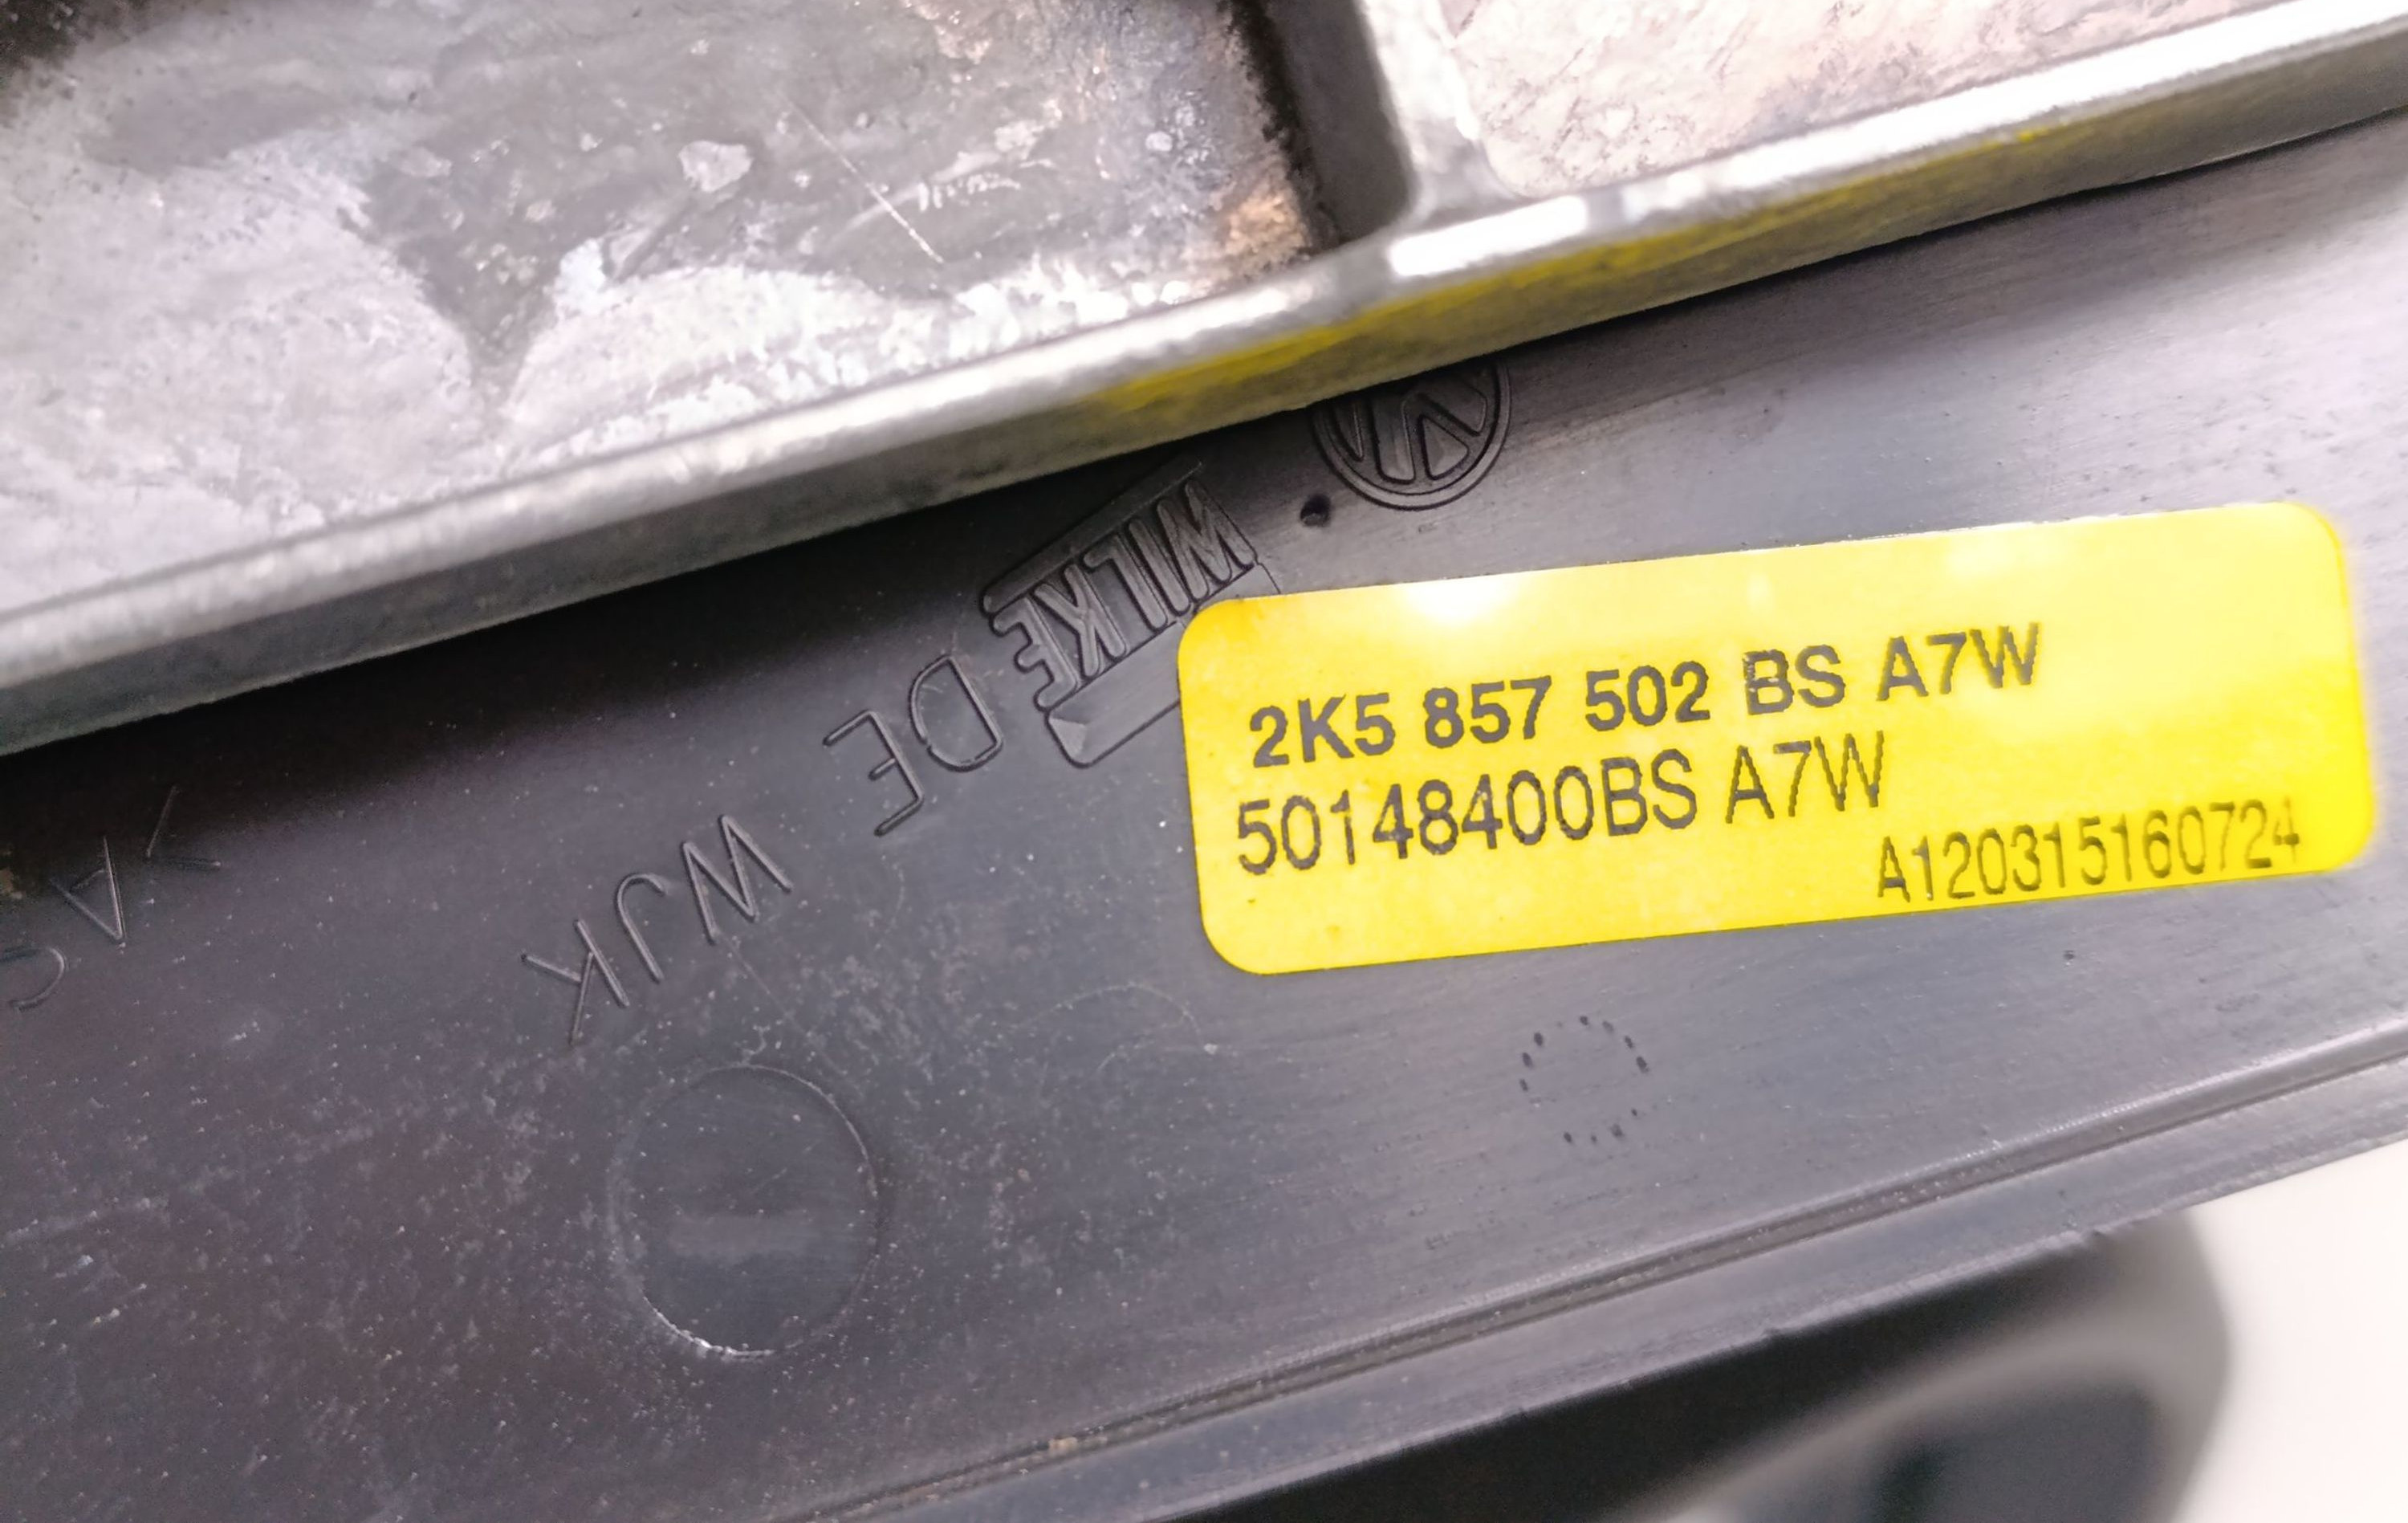 WILKE
DE
WJK
2K5 857 502 BS A7W
50148400BS A7W
A120315160724